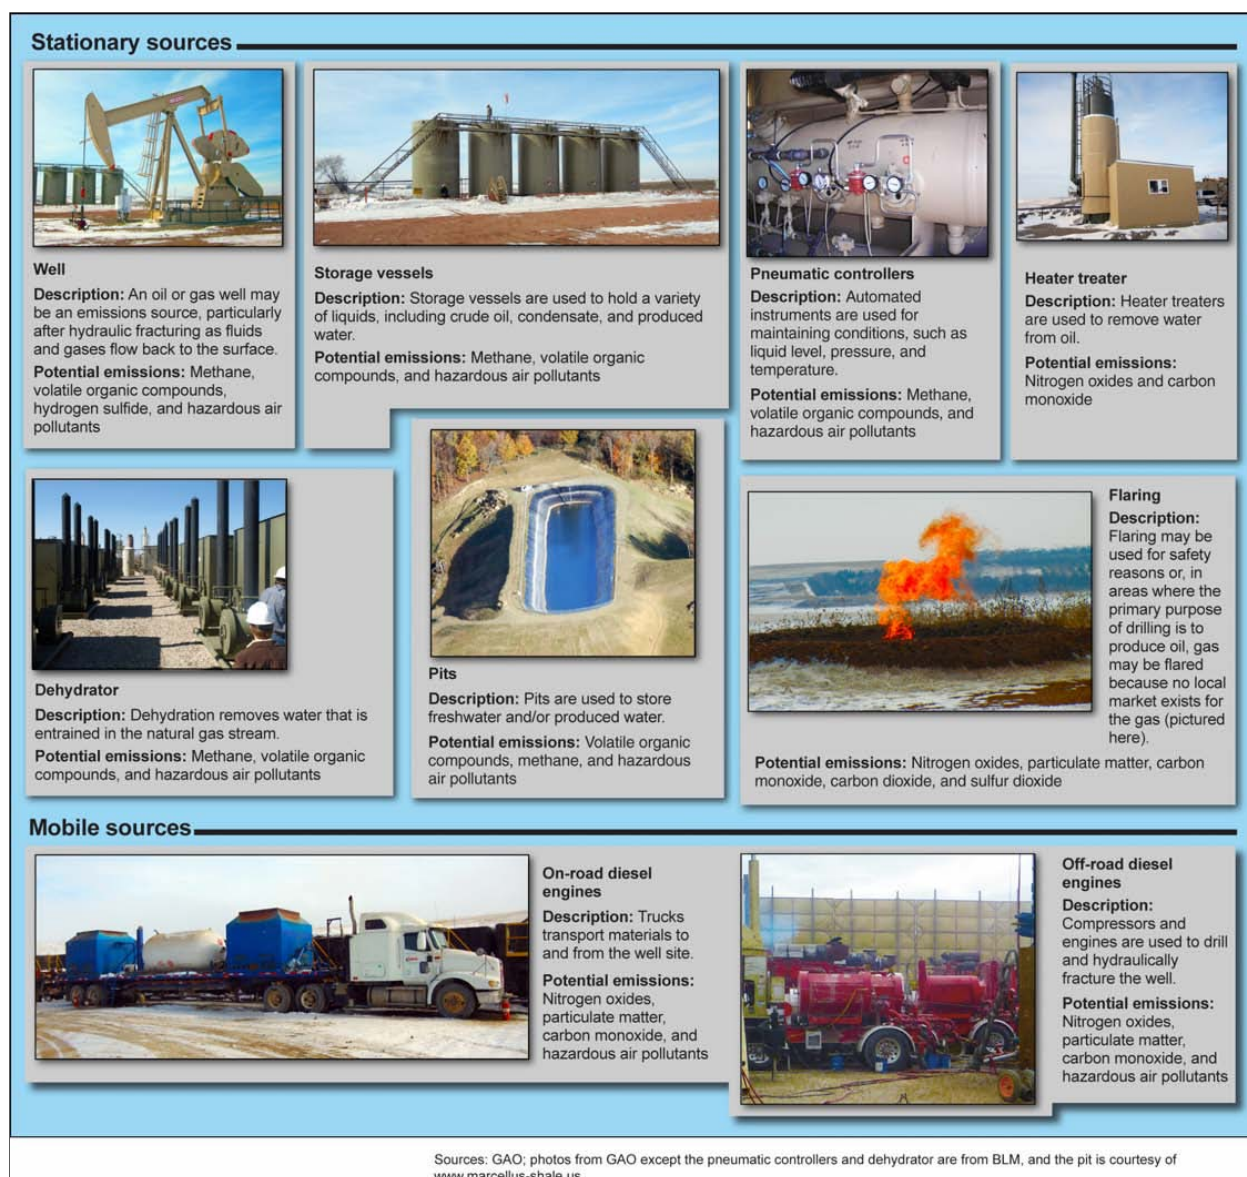 Stationary sources
Well
Description: An oil or gas well may
be an emissions source, particularly
after hydraulic fracturing as fluids
and gases flow back to the surface.
Potential emissions: Methane,
volatile organic compounds,
hydrogen sulfide, and hazardous air
pollutants
Storage vessels
Description: Storage vessels are used to hold a variety
of liquids, including crude oil, condensate, and produced
water.
Potential emissions: Methane, volatile organic
compounds, and hazardous air pollutants
Pneumatic controllers
Description: Automated
instruments are used for
maintaining conditions, such as
liquid level, pressure, and
temperature.
Potential emissions: Methane,
volatile organic compounds, and
hazardous air pollutants
Heater treater
Description: Heater treaters
are used to remove water
from oil.
Potential emissions:
Nitrogen oxides and carbon
monoxide
Dehydrator
Description: Dehydration removes water that is
entrained in the natural gas stream.
Potential emissions: Methane, volatile organic
compounds, and hazardous air pollutants
Pits
Description: Pits are used to store
freshwater and/or produced water.
Potential emissions: Volatile organic
compounds, methane, and hazardous
air pollutants
Flaring
Description:
Flaring may be
used for safety
reasons or, in
areas where the
primary purpose
of drilling is to
produce oil, gas
may be flared
because no local
market exists for
the gas (pictured
here).
Potential emissions: Nitrogen oxides, particulate matter, carbon
monoxide, carbon dioxide, and sulfur dioxide
Mobile sources
On-road diesel
engines
Description: Trucks
transport materials to
and from the well site.
Potential emissions:
Nitrogen oxides,
particulate matter,
carbon monoxide, and
hazardous air pollutants
Off-road diesel
engines
Description:
Compressors and
engines are used to drill
and hydraulically
fracture the well.
Potential emissions:
Nitrogen oxides,
particulate matter,
carbon monoxide, and
hazardous air pollutants
Sources: GAO; photos from GAO except the pneumatic controllers and dehydrator are from BLM, and the pit is courtesy of
www.marcellus-shale.us